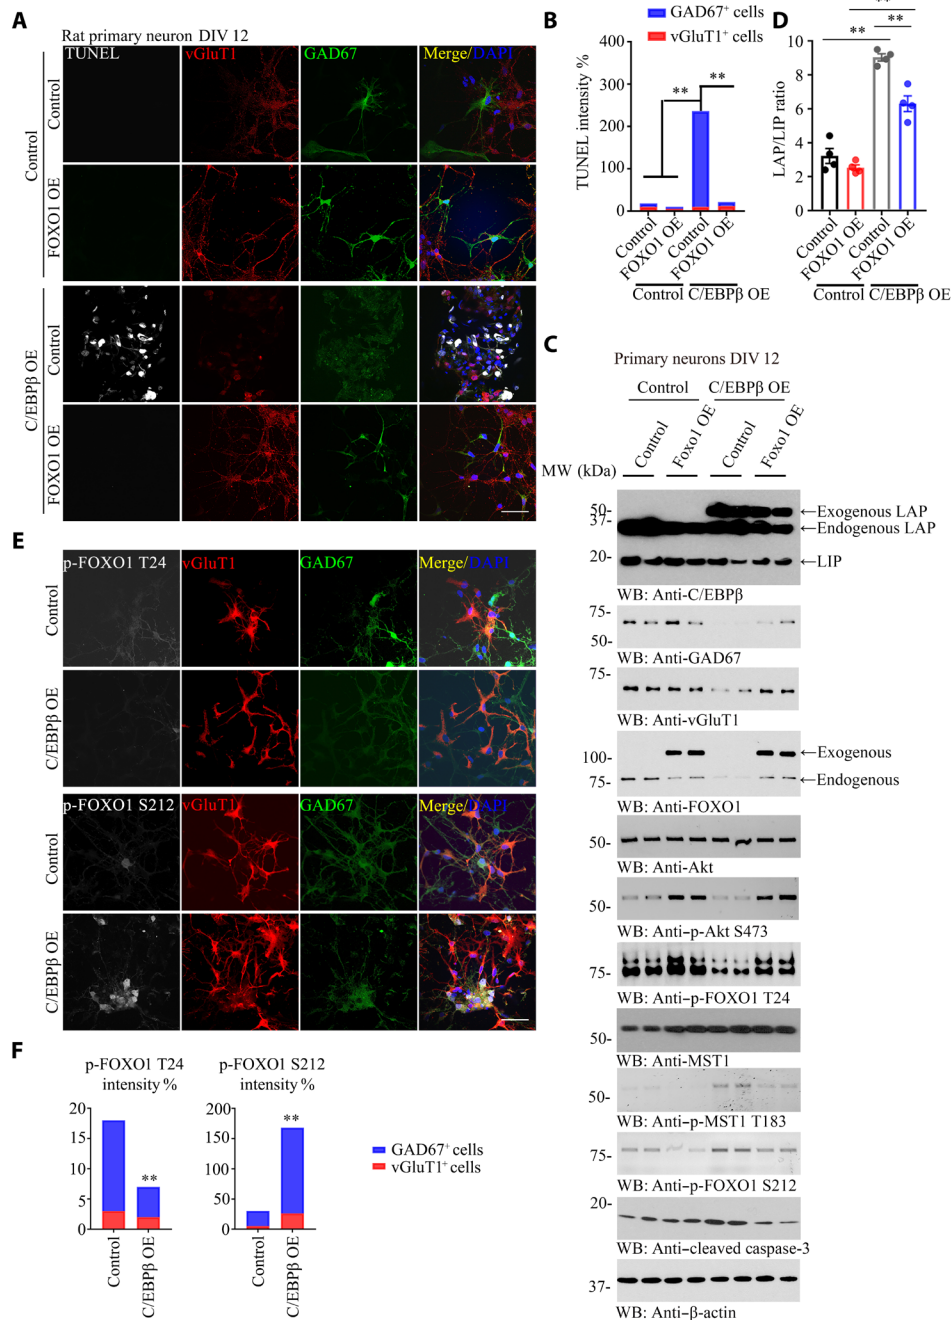 A
Rat primary neuron DIV 12
TUNEL
vGluT1
GAD67
Merge/DAPI
Control
Control
FOXO1 OE
C/EBPβ OE
Control
FOXO1 OE
B
GAD67⁺ cells
vGluT1⁺ cells
TUNEL intensity %
400
300
200
100
0
**
**
Control
FOXO1 OE
Control
FOXO1 OE
Control
C/EBPβ OE
D
LAP/LIP ratio
10
8
6
4
2
0
**
**
**
Control
FOXO1 OE
Control
FOXO1 OE
Control
C/EBPβ OE
C
Primary neurons DIV 12
Control
C/EBPβ OE
Control
Foxo1 OE
Control
Foxo1 OE
MW (kDa)
50-
37-
20-
←Exogenous LAP
←Endogenous LAP
←LIP
WB: Anti-C/EBPβ
75-
50-
WB: Anti-GAD67
75-
WB: Anti-vGluT1
100-
75-
←Exogenous
←Endogenous
WB: Anti-FOXO1
50-
WB: Anti-Akt
50-
WB: Anti–p-Akt S473
75-
WB: Anti–p-FOXO1 T24
50-
WB: Anti-MST1
50-
WB: Anti–p-MST1 T183
75-
WB: Anti–p-FOXO1 S212
20-
WB: Anti–cleaved caspase-3
37-
WB: Anti-β-actin
E
p-FOXO1 T24
vGluT1
GAD67
Merge/DAPI
Control
C/EBPβ OE
p-FOXO1 S212
vGluT1
GAD67
Merge/DAPI
Control
C/EBPβ OE
F
p-FOXO1 T24
intensity %
20
15
10
5
0
**
Control
C/EBPβ OE
p-FOXO1 S212
intensity %
200
150
100
50
0
**
Control
C/EBPβ OE
GAD67⁺ cells
vGluT1⁺ cells